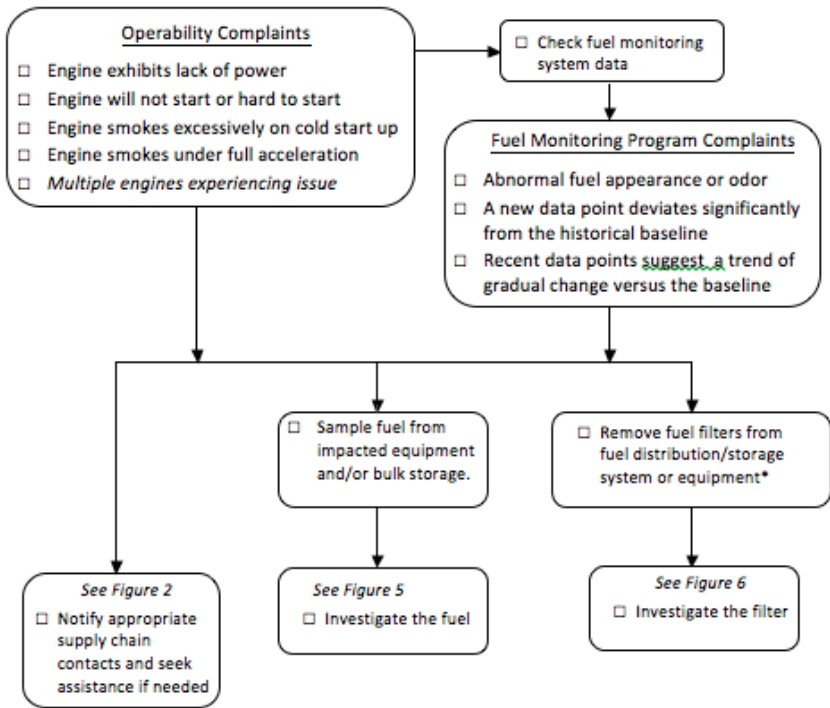 Operability Complaints
☐ Engine exhibits lack of power
☐ Engine will not start or hard to start
☐ Engine smokes excessively on cold start up
☐ Engine smokes under full acceleration
☐ Multiple engines experiencing issue
☐ Check fuel monitoring
system data
Fuel Monitoring Program Complaints
☐ Abnormal fuel appearance or odor
☐ A new data point deviates significantly
from the historical baseline
☐ Recent data points suggest a trend of
gradual change versus the baseline
☐ Sample fuel from
impacted equipment
and/or bulk storage.
☐ Remove fuel filters from
fuel distribution/storage
system or equipment*
See Figure 2
☐ Notify appropriate
supply chain
contacts and seek
assistance if needed
See Figure 5
☐ Investigate the fuel
See Figure 6
☐ Investigate the filter